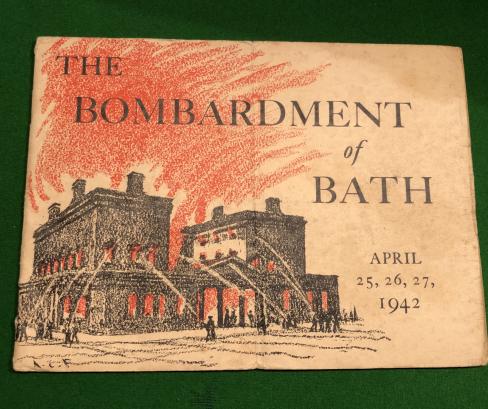 THE
BOMBARDMENT
of
BATH
APRIL
25, 26, 27,
1942